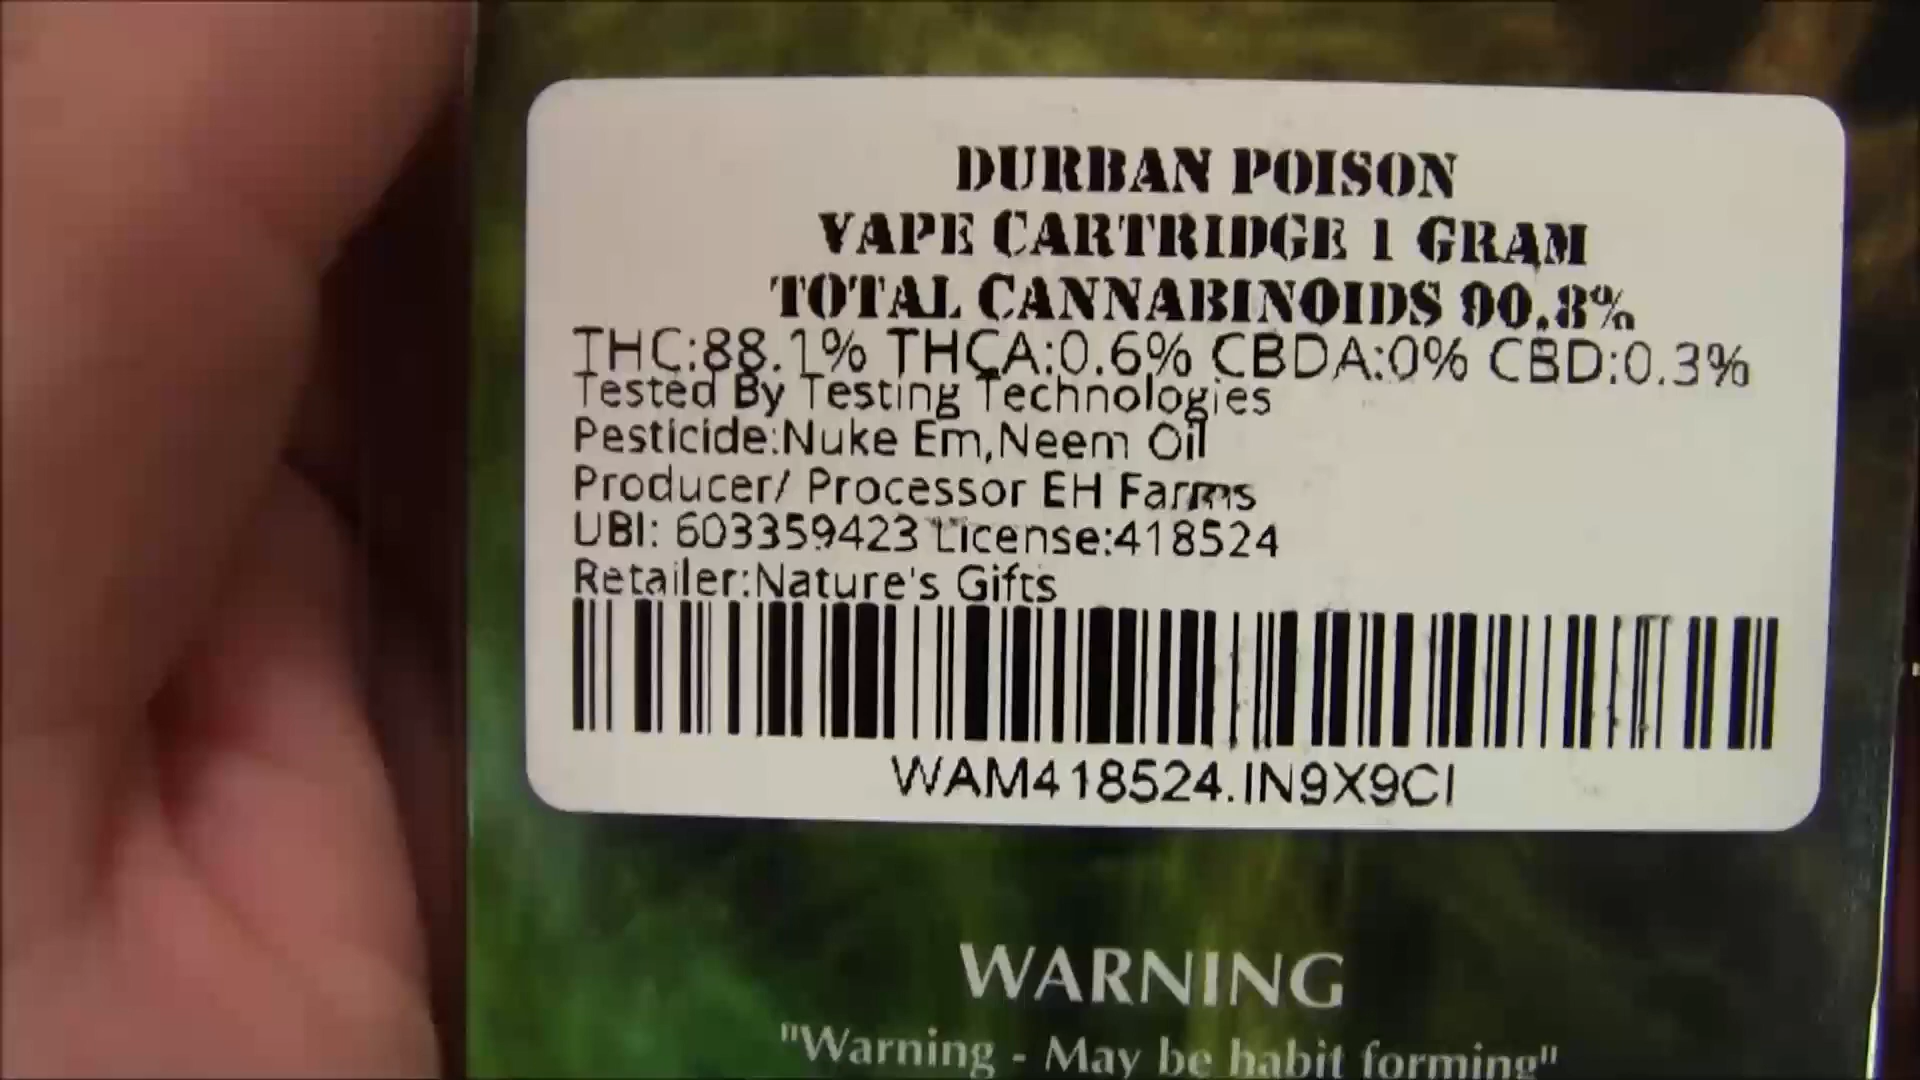 DURBAN POISON
VAPE CARTRIDGE 1 GRAM
TOTAL CANNABINOIDS 90.8%
THC:88.1% THCA:0.6% CBDA:0% CBD:0.3%
Tested By Testing Technologies
Pesticide:Nuke Em,Neem Oil
Producer/ Processor EH Farms
UBI: 603359423 License:418524
Retailer:Nature's Gifts
WAM418524.IN9X9CI
WARNING
"Warning - May be habit forming"